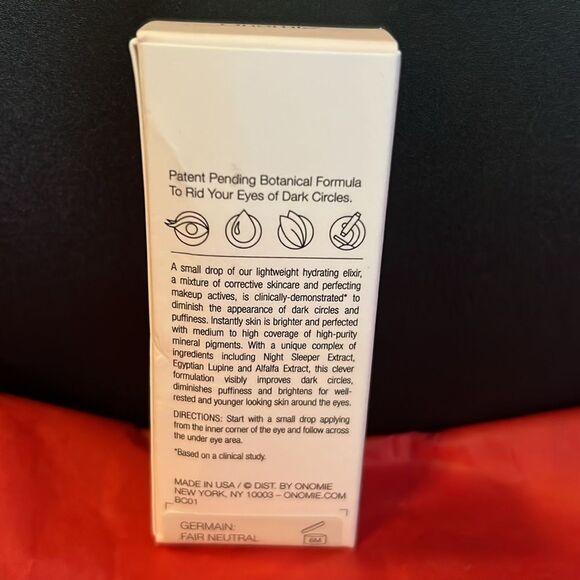 Patent Pending Botanical Formula
To Rid Your Eyes of Dark Circles.
A small drop of our lightweight hydrating elixir,
a mixture of corrective skincare and perfecting
makeup actives, is clinically-demonstrated* to
diminish the appearance of dark circles and
puffiness. Instantly skin is brighter and perfected
with medium to high coverage of high-purity
mineral pigments. With a unique complex of
ingredients including Night Sleeper Extract,
Egyptian Lupine and Alfalfa Extract, this clever
formulation visibly improves dark circles,
diminishes puffiness and brightens for well-
rested and younger looking skin around the eyes.
DIRECTIONS: Start with a small drop applying
from the inner corner of the eye and follow across
the under eye area.
*Based on a clinical study.
MADE IN USA / © DIST. BY ONOMIE
NEW YORK, NY 10003 – ONOMIE.COM
BC01
GERMAIN:
FAIR NEUTRAL
6M